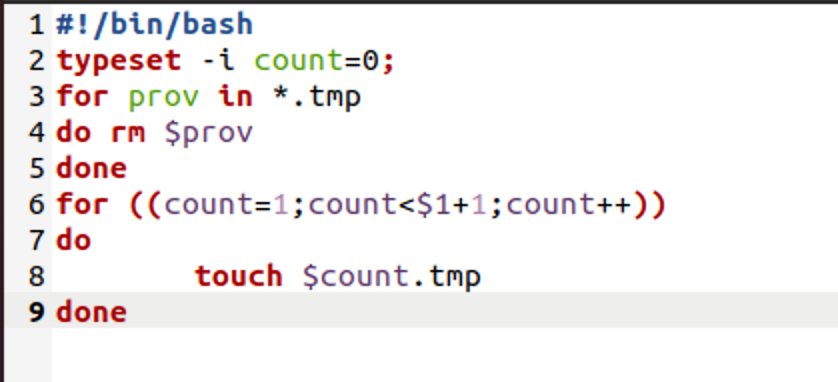 1 #!/bin/bash
2 typeset -i count=0;
3 for prov in *.tmp
4 do rm $prov
5 done
6 for ((count=1;count<$1+1;count++))
7 do
8         touch $count.tmp
9 done